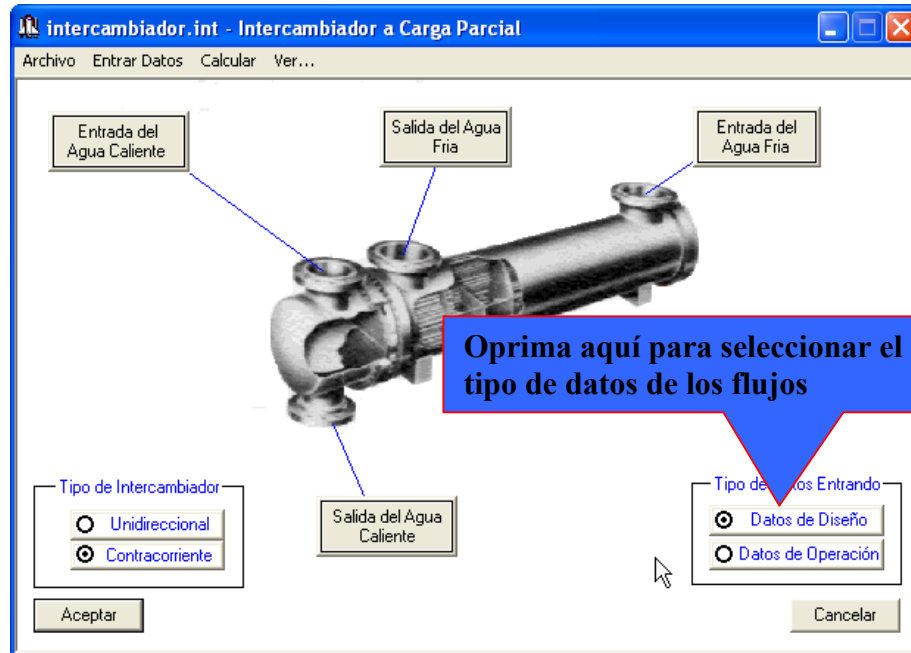 intercambiador.int - Intercambiador a Carga Parcial
Archivo Entrar Datos Calcular Ver...
Entrada del
Agua Caliente
Salida del Agua
Fria
Entrada del
Agua Fria
Oprima aquí para seleccionar el
tipo de datos de los flujos
Tipo de Intercambiador
Unidireccional
Contracorriente
Salida del Agua
Caliente
Tipo de Entrando
Datos de Diseño
Datos de Operación
Aceptar
Cancelar